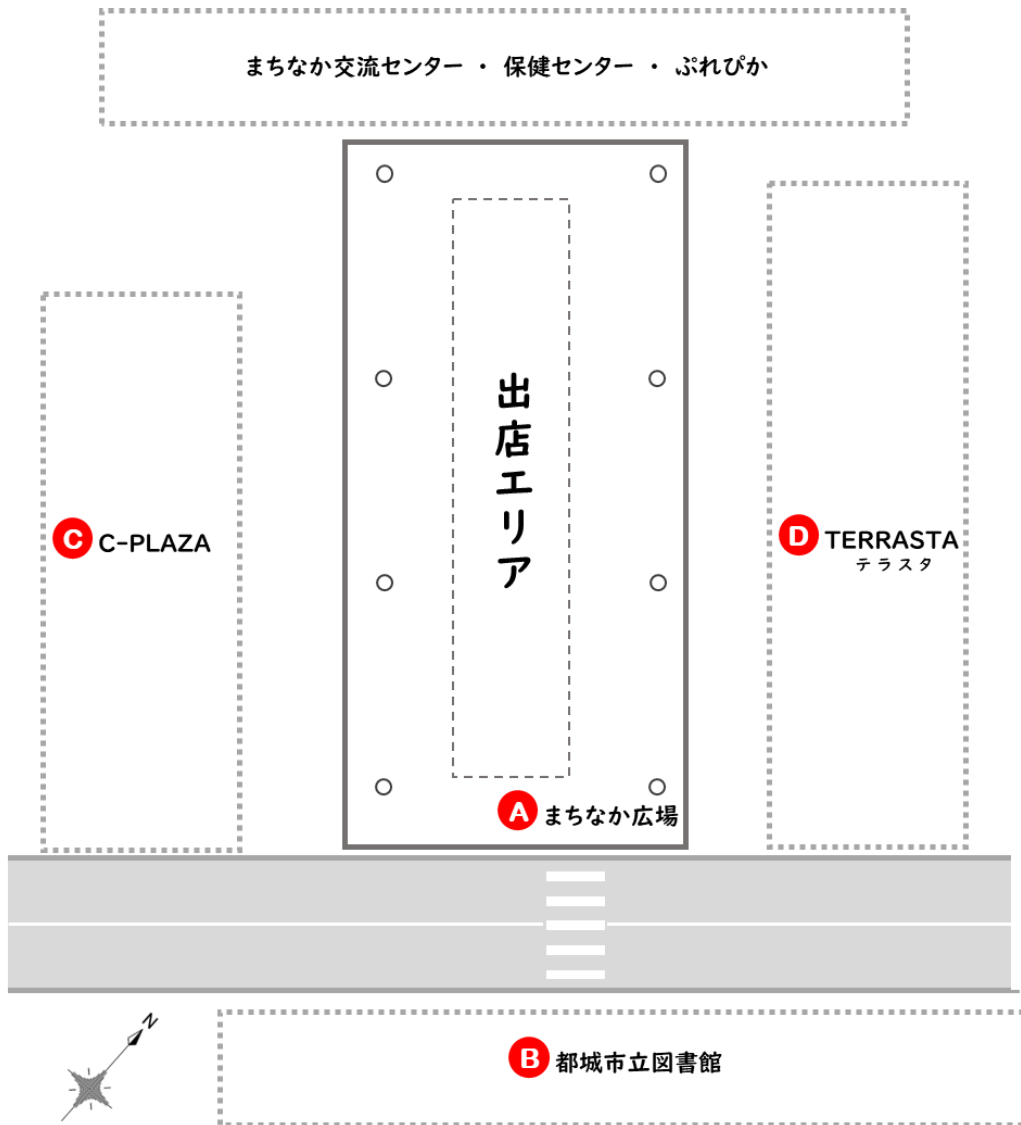 まちなか交流センター ・ 保健センター ・ ぷれぴか
出店エリア
C C-PLAZA
D TERRASTA
テラスタ
A まちなか広場
N
B 都城市立図書館